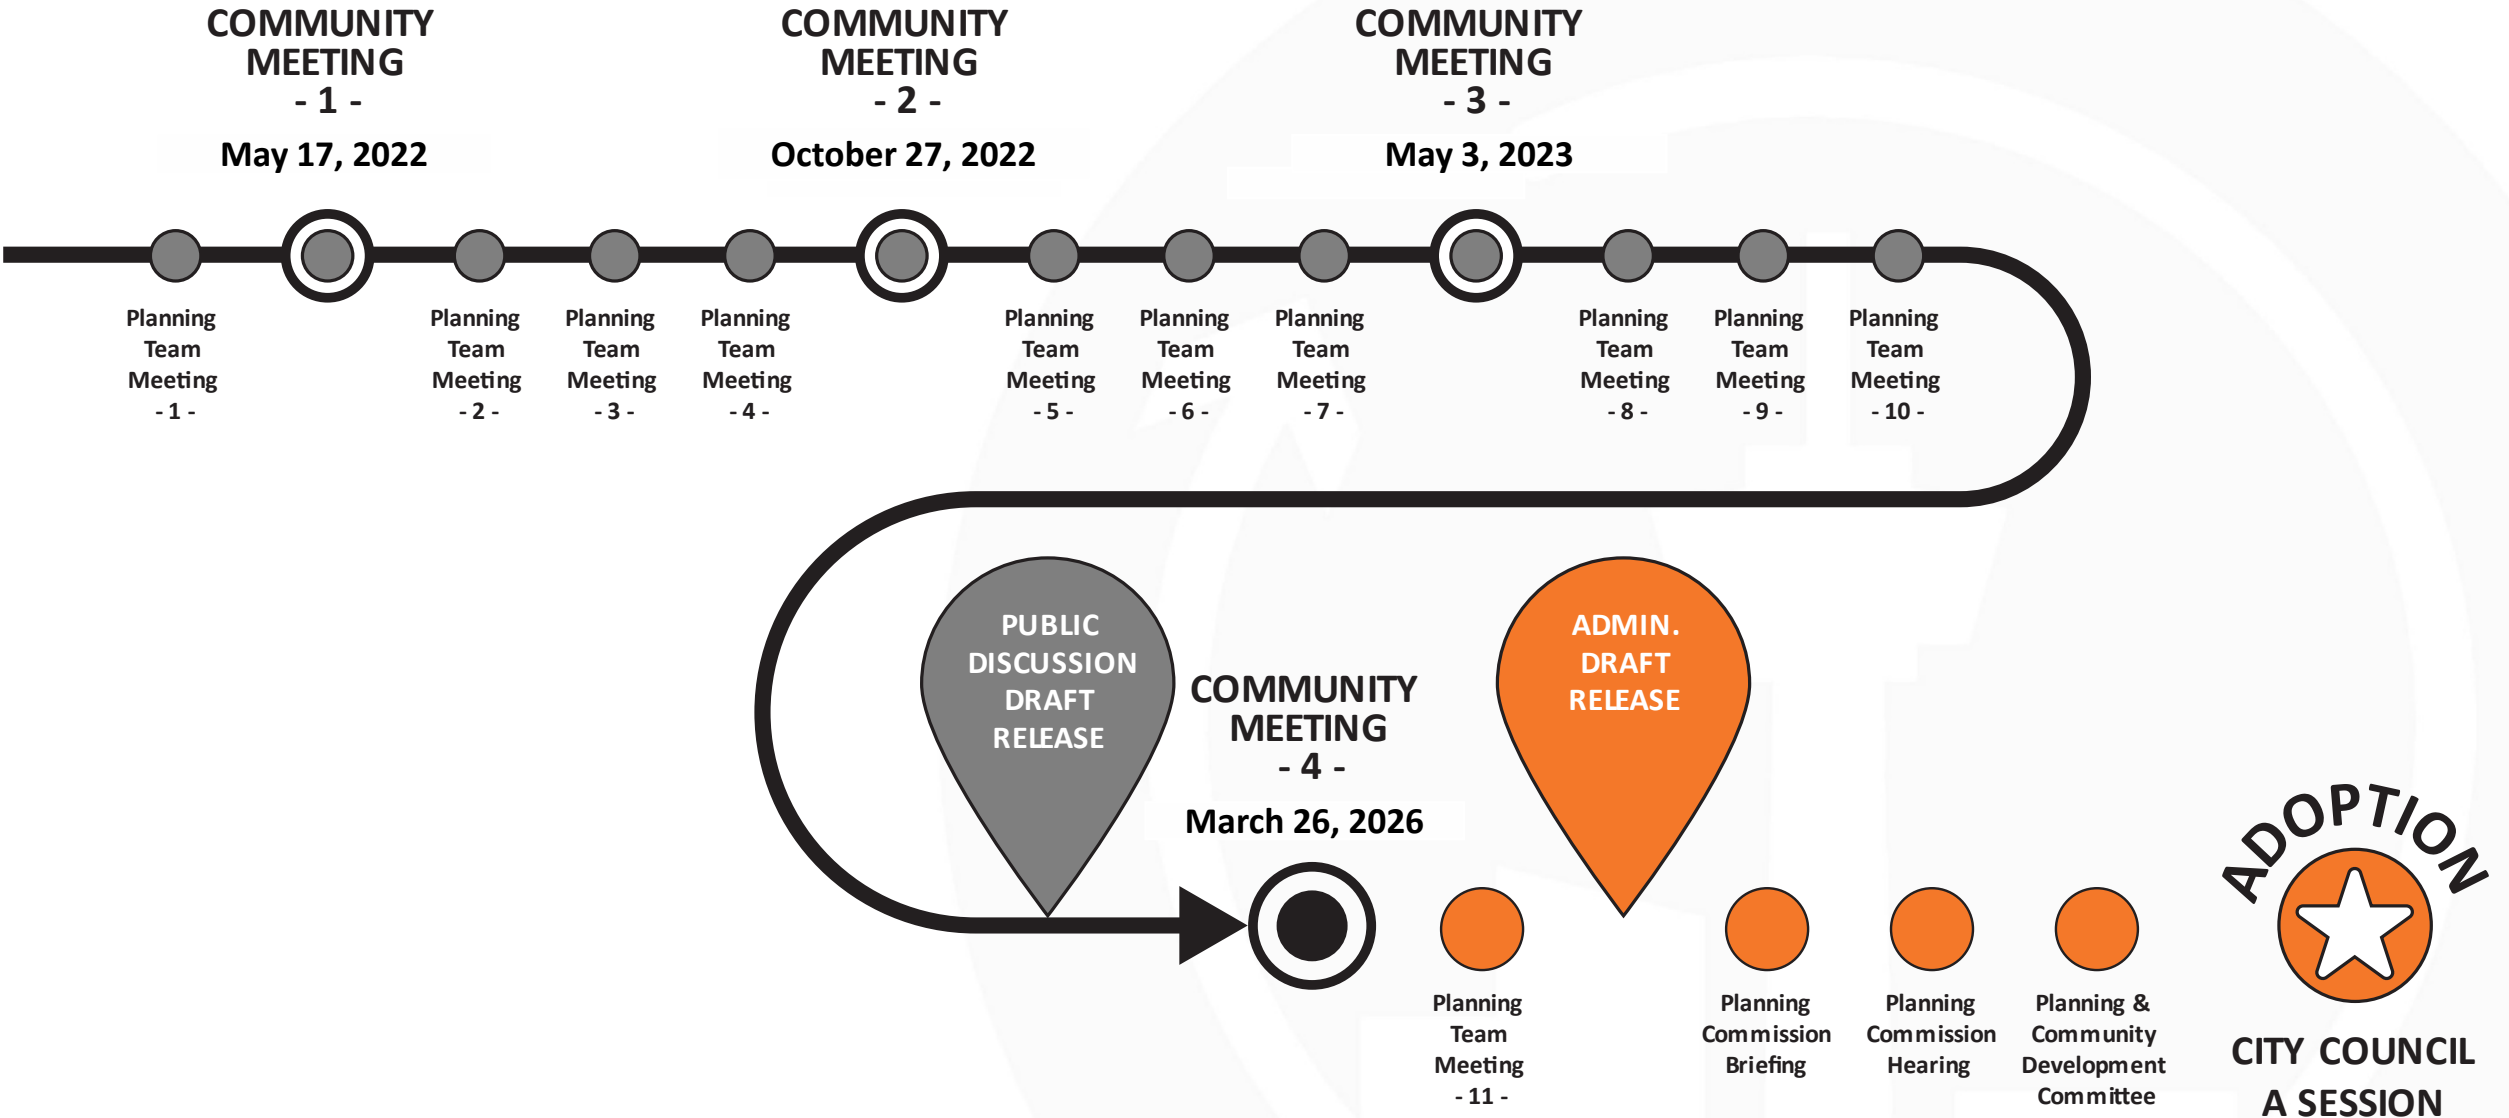 COMMUNITY
MEETING
- 1 -
May 17, 2022
COMMUNITY
MEETING
- 2 -
October 27, 2022
COMMUNITY
MEETING
- 3 -
May 3, 2023
Planning
Team
Meeting
- 1 -
Planning
Team
Meeting
- 2 -
Planning
Team
Meeting
- 3 -
Planning
Team
Meeting
- 4 -
Planning
Team
Meeting
- 5 -
Planning
Team
Meeting
- 6 -
Planning
Team
Meeting
- 7 -
Planning
Team
Meeting
- 8 -
Planning
Team
Meeting
- 9 -
Planning
Team
Meeting
- 10 -
PUBLIC
DISCUSSION
DRAFT
RELEASE
COMMUNITY
MEETING
- 4 -
March 26, 2026
ADMIN.
DRAFT
RELEASE
Planning
Team
Meeting
- 11 -
Planning
Commission
Briefing
Planning
Commission
Hearing
Planning &
Community
Development
Committee
ADOPTION
CITY COUNCIL
A SESSION